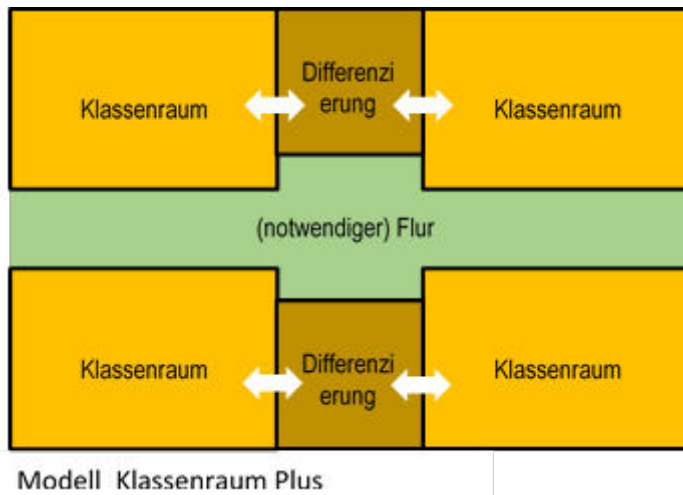 Klassenraum
Differenzi
erung
Klassenraum
(notwendiger) Flur
Klassenraum
Differenzi
erung
Klassenraum
Modell Klassenraum Plus